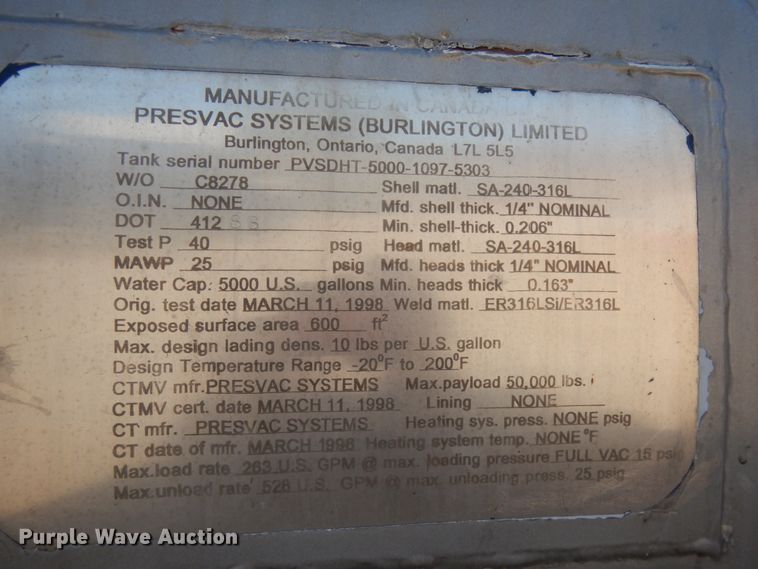 MANUFACTURED IN CANADA
PRESVAC SYSTEMS (BURLINGTON) LIMITED
Burlington, Ontario, Canada L7L 5L5
Tank serial number PVSDHT-5000-1097-5303
W/O C8278 Shell matl. SA-240-316L
O.I.N. NONE Mfd. shell thick. 1/4" NOMINAL
DOT 412 SS Min. shell-thick. 0.206"
Test P 40 psig Head matl. SA-240-316L
MAWP 25 psig Mfd. heads thick 1/4" NOMINAL
Water Cap. 5000 U.S. gallons Min. heads thick 0.163"
Orig. test date MARCH 11, 1998 Weld matl. ER316LSi/ER316L
Exposed surface area 600 ft²
Max. design lading dens. 10 lbs per U.S. gallon
Design Temperature Range -20°F to 200°F
CTMV mfr. PRESVAC SYSTEMS Max.payload 50,000 lbs.
CTMV cert. date MARCH 11, 1998 Lining NONE
CT mfr. PRESVAC SYSTEMS Heating sys. press. NONE psig
CT date of mfr. MARCH 1998 Heating system temp. NONE °F
Max.load rate 263 U.S. GPM @ max. loading pressure FULL VAC 15 psig
Max.unload rate 528 U.S. GPM @ max. unloading press. 25 psig
Purple Wave Auction